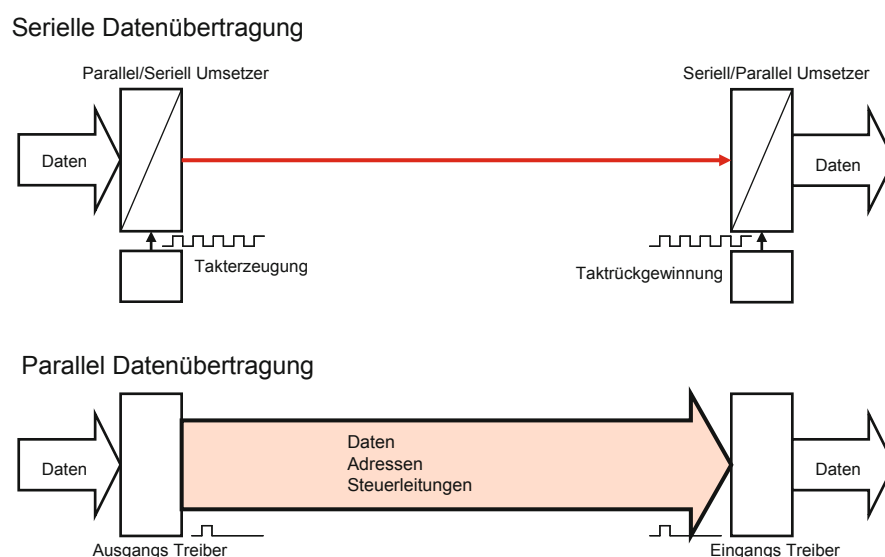 Serielle Datenübertragung
Parallel/Seriell Umsetzer
Seriell/Parallel Umsetzer
Daten
Daten
Takterzeugung
Taktrückgewinnung
Parallel Datenübertragung
Daten
Daten
Adressen
Steuerleitungen
Daten
Ausgangs Treiber
Eingangs Treiber